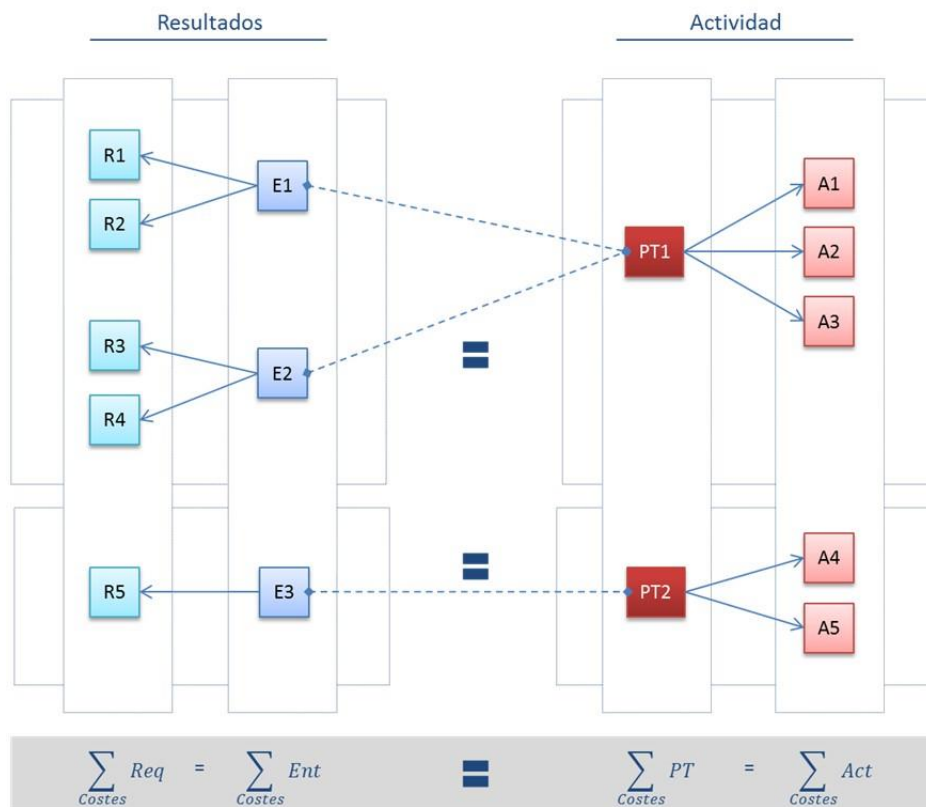 Resultados
Actividad
R1
E1
A1
R2
PT1
A2
A3
R3
E2
=
R4
A4
R5
E3
=
PT2
A5
∑ Req = ∑ Ent = ∑ PT = ∑ Act
Costes Costes Costes Costes